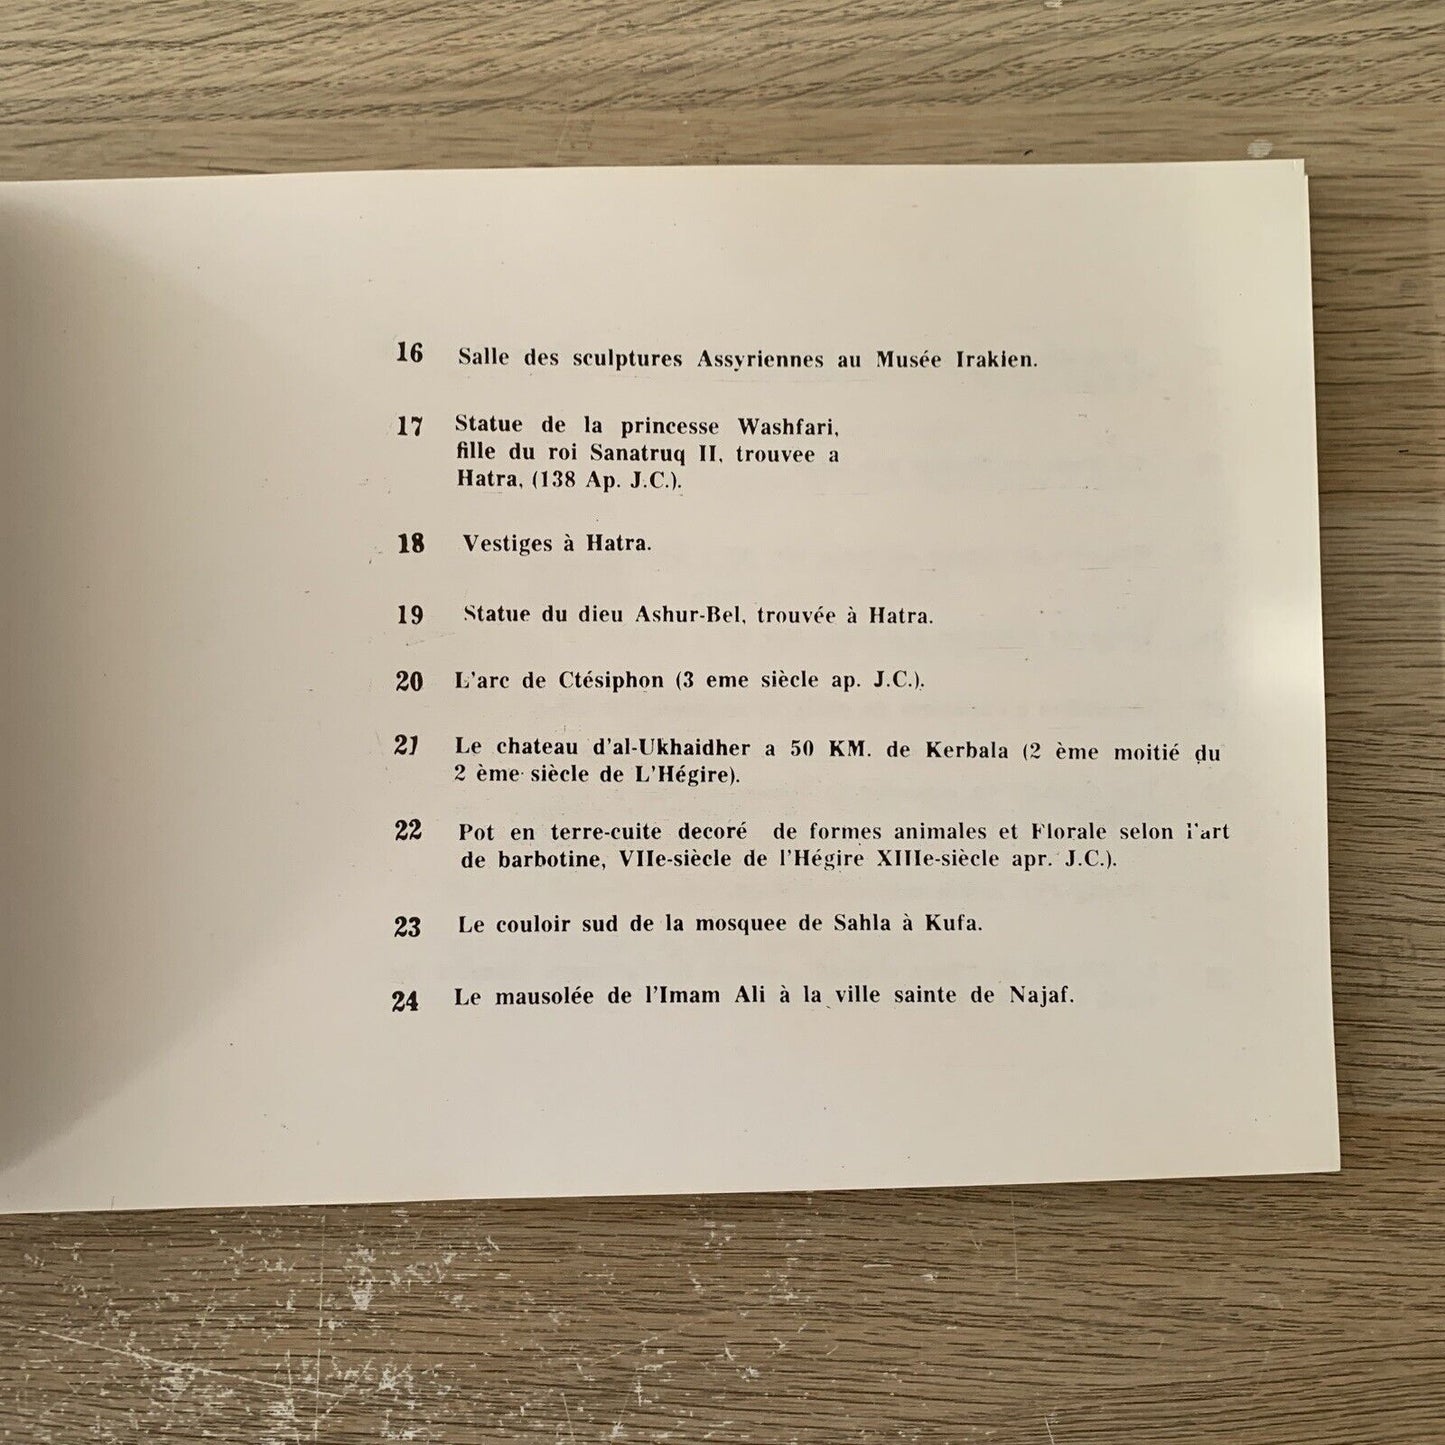 16 Salle des sculptures Assyriennes au Musée Irakien.
17 Statue de la princesse Washfari,
fille du roi Sanatruq II, trouvee a
Hatra, (138 Ap. J.C.).
18 Vestiges à Hatra.
19 Statue du dieu Ashur-Bel, trouvée à Hatra.
20 L'arc de Ctésiphon (3 eme siècle ap. J.C.).
21 Le chateau d'al-Ukhaidher a 50 KM. de Kerbala (2 ème moitié du
2 ème siècle de L'Hégire).
22 Pot en terre-cuite decoré de formes animales et Florale selon l'art
de barbotine, VIIe-siècle de l'Hégire XIIIe-siècle apr. J.C.).
23 Le couloir sud de la mosquee de Sahla à Kufa.
24 Le mausolée de l'Imam Ali à la ville sainte de Najaf.